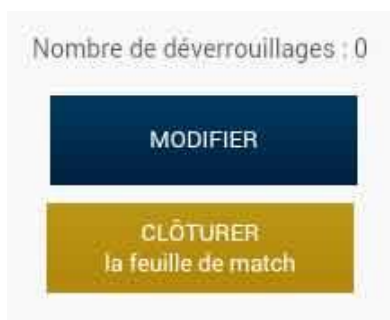 Nombre de déverrouillages : 0
MODIFIER
CLÔTURER
la feuille de match